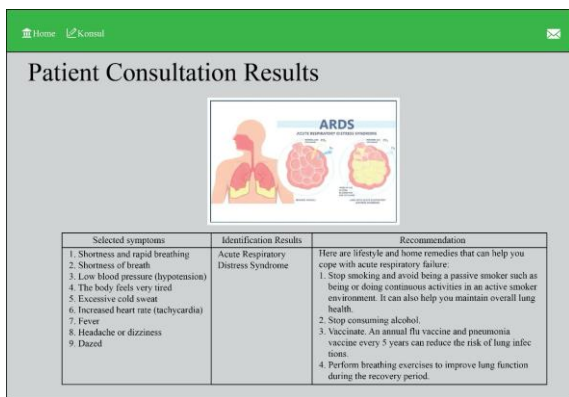 Home Konsul
Patient Consultation Results
ARDS
ACUTE RESPIRATORY DISTRESS SYNDROME
Selected symptoms
Identification Results
Recommendation
1. Shortness and rapid breathing
2. Shortness of breath
3. Low blood pressure (hypotension)
4. The body feels very tired
5. Excessive cold sweat
6. Increased heart rate (tachycardia)
7. Fever
8. Headache or dizziness
9. Dazed
Acute Respiratory
Distress Syndrome
Here are lifestyle and home remedies that can help you
cope with acute respiratory failure:
1. Stop smoking and avoid being a passive smoker such as
being or doing continuous activities in an active smoker
environment. It can also help you maintain overall lung
health.
2. Stop consuming alcohol.
3. Vaccinate. An annual flu vaccine and pneumonia
vaccine every 5 years can reduce the risk of lung infec
tions.
4. Perform breathing exercises to improve lung function
during the recovery period.